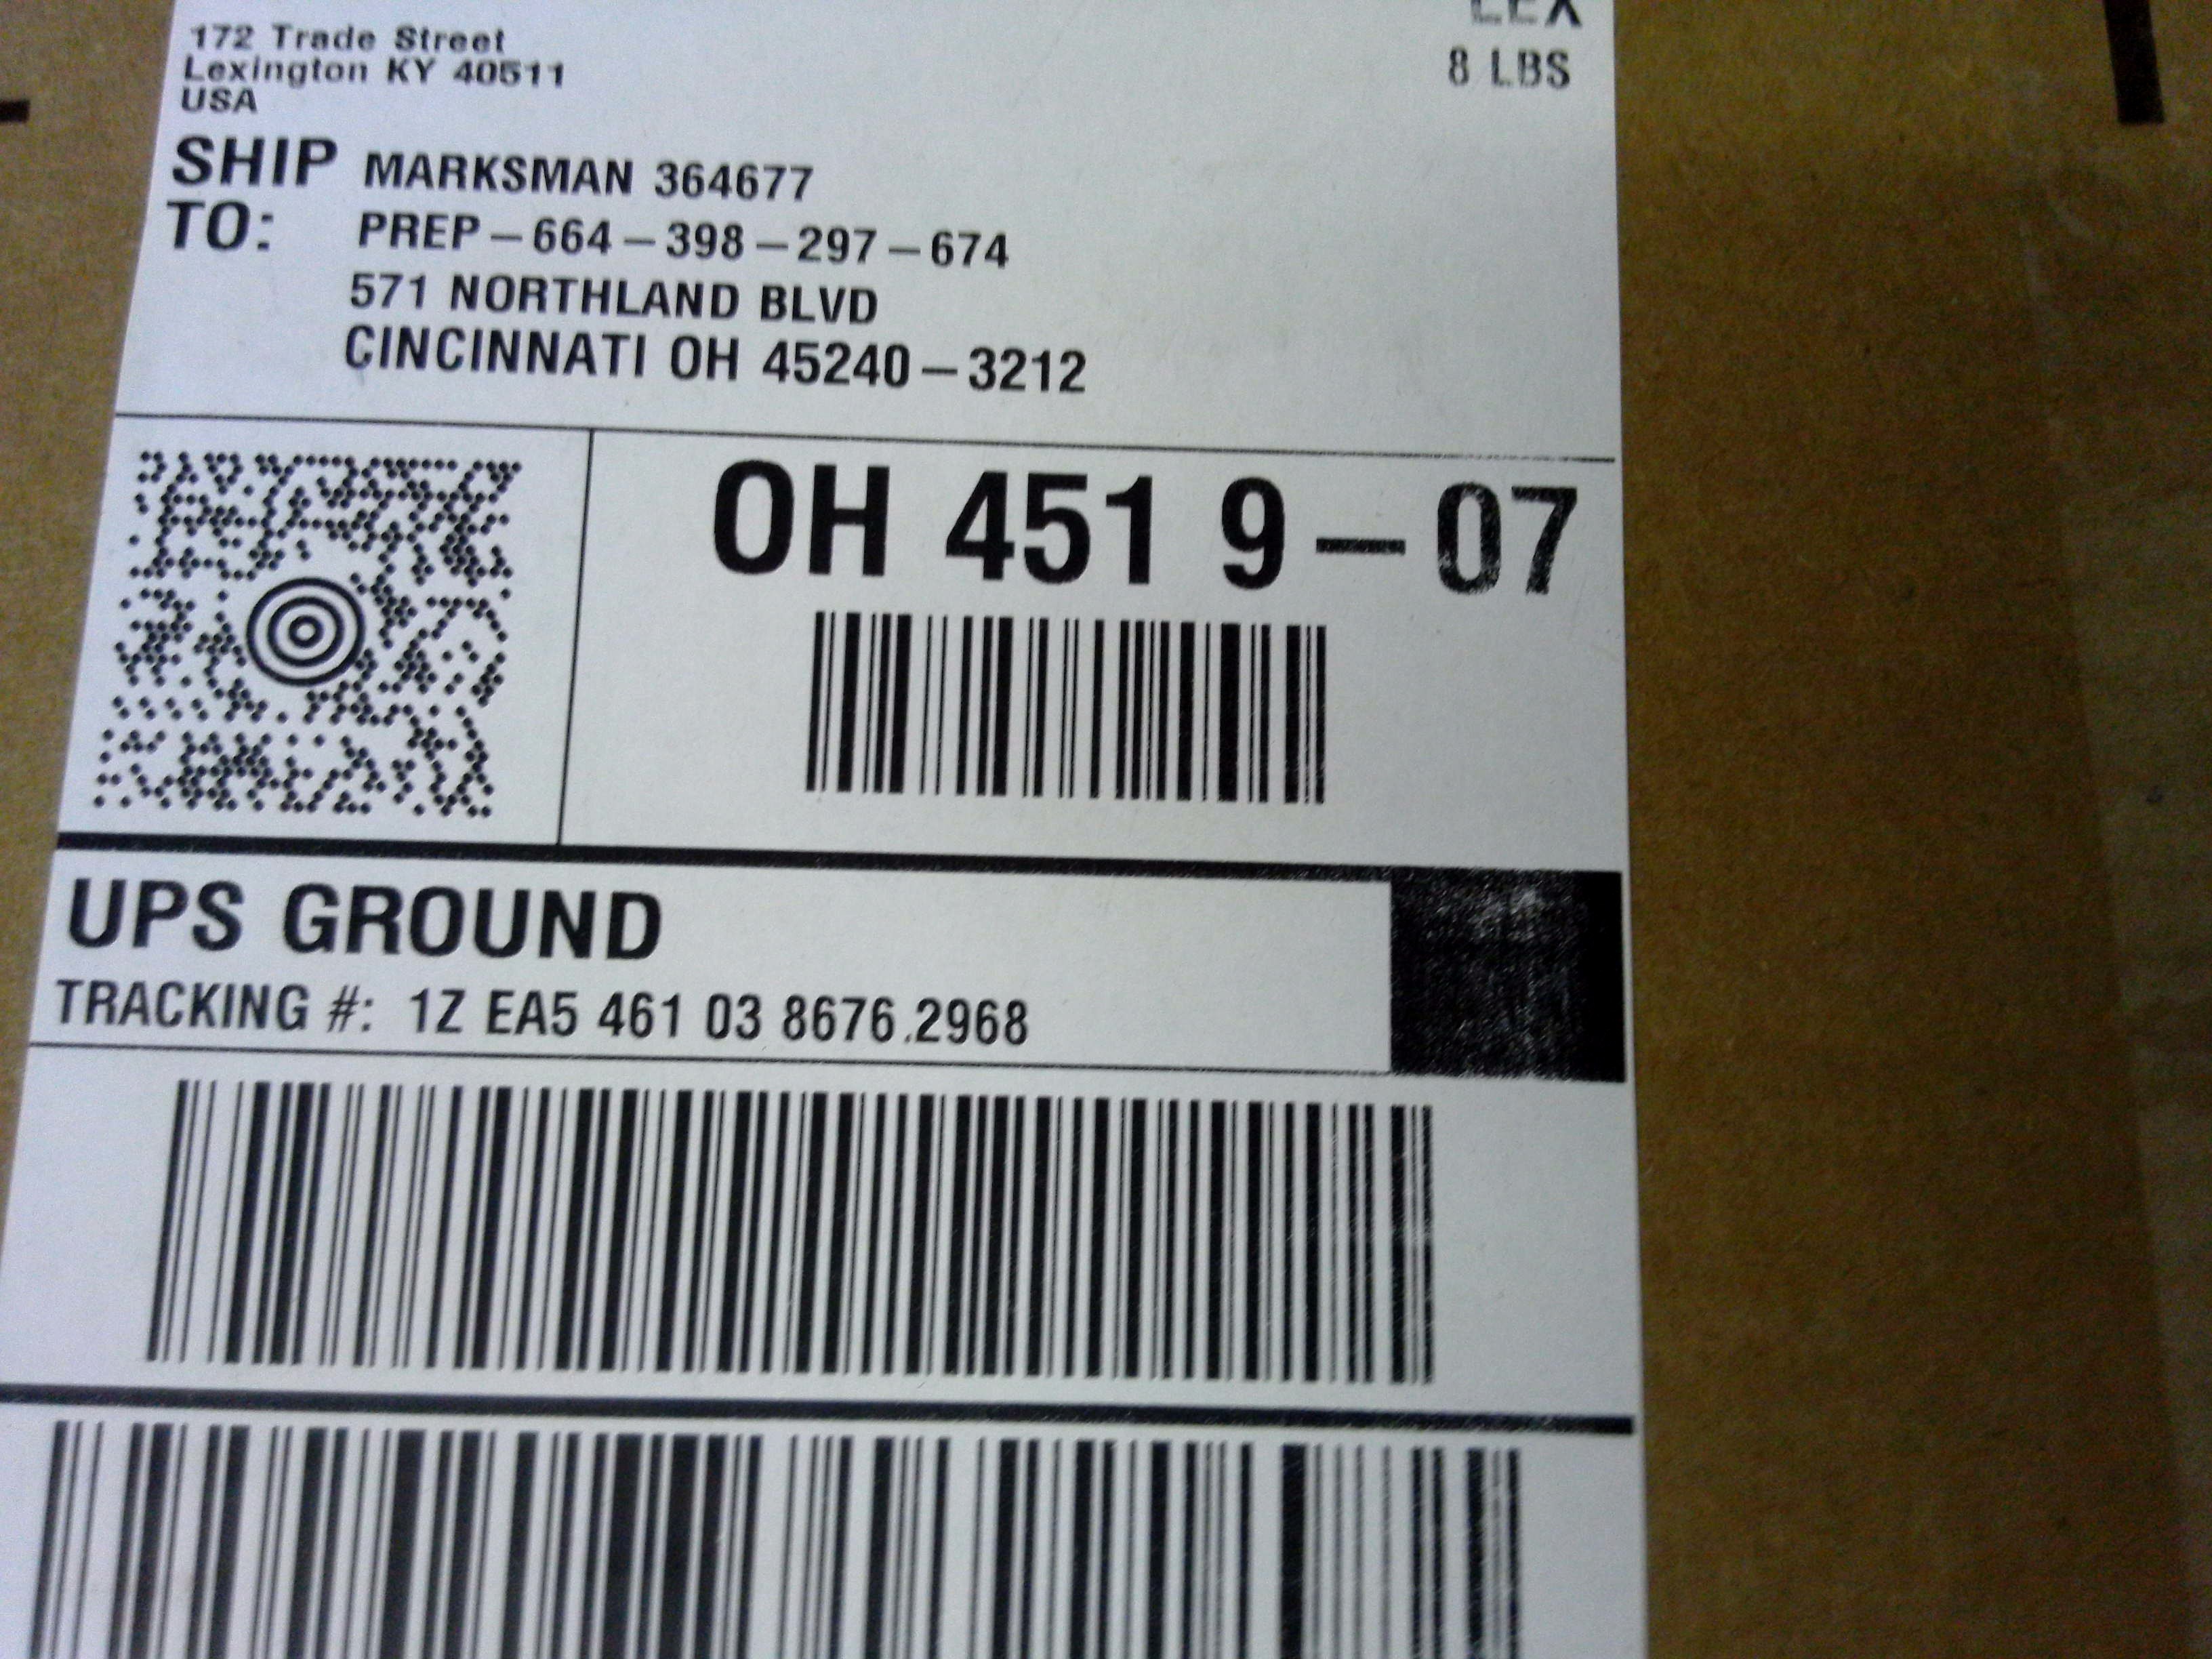 LEX
172 Trade Street
8 LBS
Lexington KY 40511
USA
SHIP TO: MARKSMAN 364677
PREP-664-398-297-674
571 NORTHLAND BLVD
CINCINNATI OH 45240-3212
OH 451 9-07
UPS GROUND
TRACKING #: 1Z EA5 461 03 8676 2968